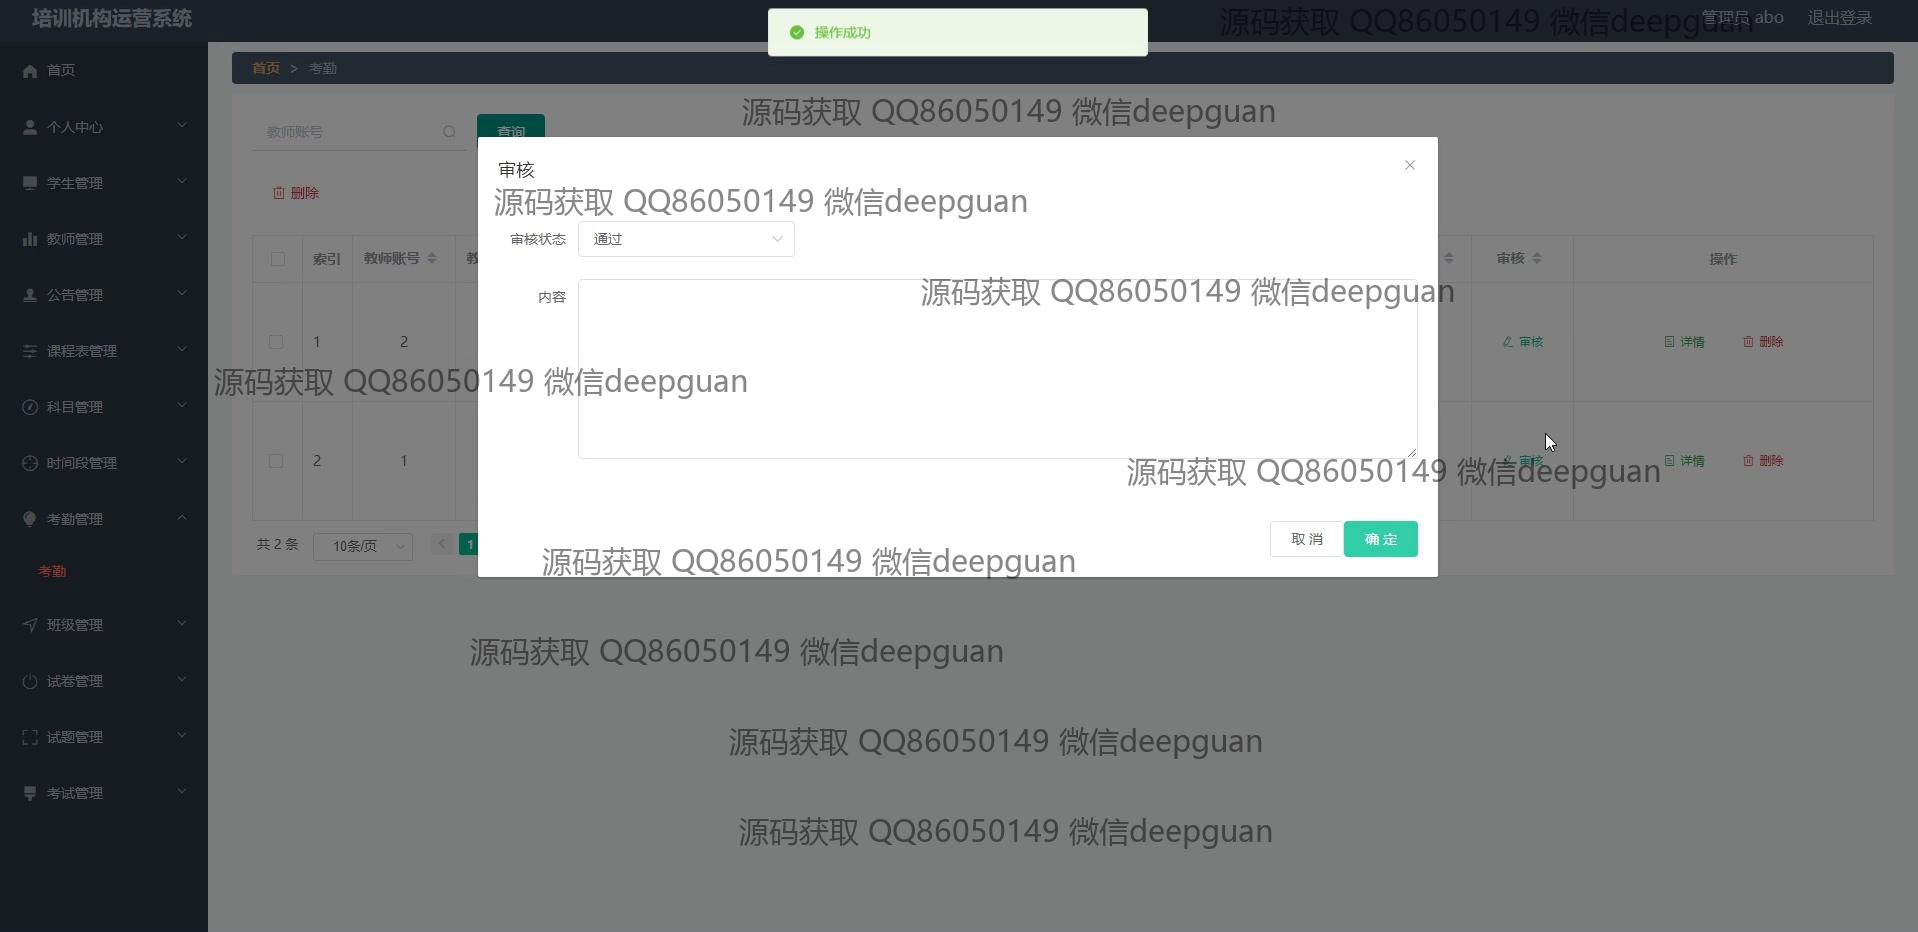 培训机构运营系统
操作成功
源码获取 QQ86050149 微信deepguan
管理员 abo
退出登录
首页
首页 > 考勤
源码获取 QQ86050149 微信deepguan
个人中心
教师账号
查询
审核
学生管理
删除
源码获取 QQ86050149 微信deepguan
教师管理
审核状态
通过
索引
教师账号
教
审核
操作
公告管理
内容
源码获取 QQ86050149 微信deepguan
1
2
审核
详情
删除
课程表管理
源码获取 QQ86050149 微信deepguan
科目管理
时间段管理
2
1
审核
详情
删除
源码获取 QQ86050149 微信deepguan
考勤管理
共 2 条
10条/页
1
取 消
确 定
源码获取 QQ86050149 微信deepguan
考勤
班级管理
源码获取 QQ86050149 微信deepguan
试卷管理
试题管理
源码获取 QQ86050149 微信deepguan
考试管理
源码获取 QQ86050149 微信deepguan